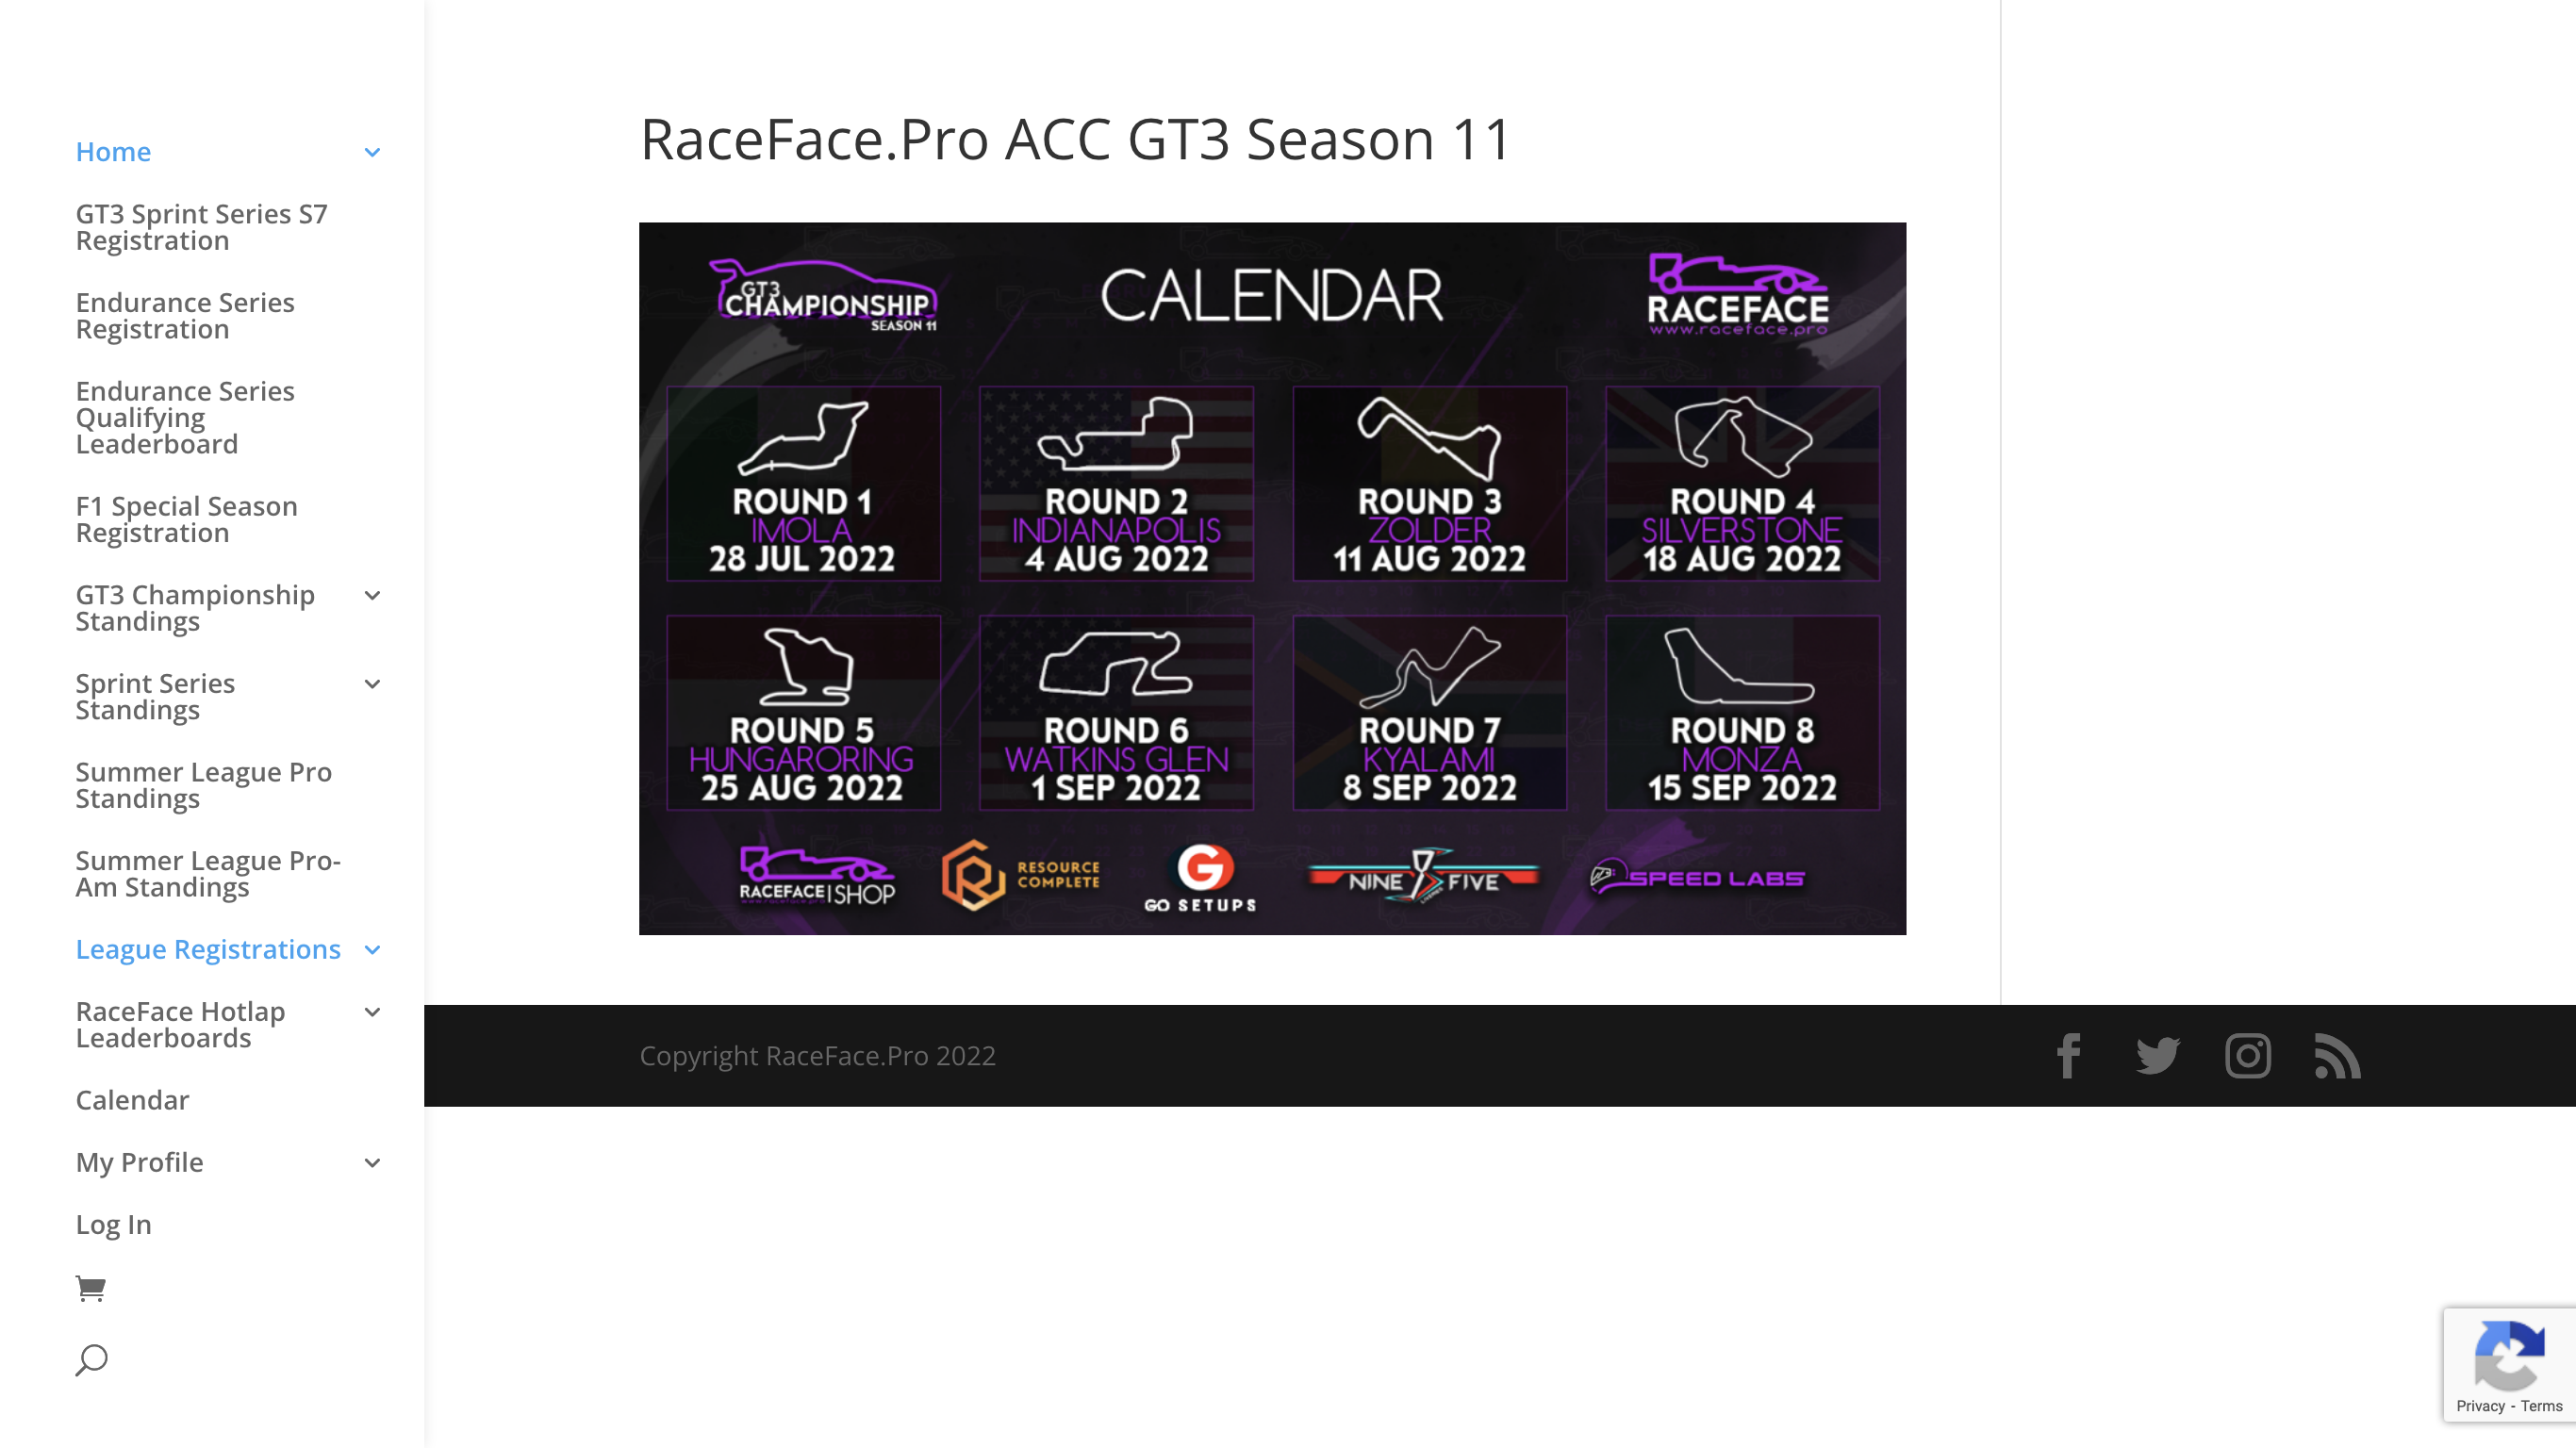 Home
GT3 Sprint Series S7
Registration
Endurance Series
Registration
Endurance Series
Qualifying
Leaderboard
F1 Special Season
Registration
GT3 Championship
Standings
Sprint Series
Standings
Summer League Pro
Standings
Summer League Pro-
Am Standings
League Registrations
RaceFace Hotlap
Leaderboards
Calendar
My Profile
Log In
RaceFace.Pro ACC GT3 Season 11
GT3
CHAMPIONSHIP
SEASON 11
CALENDAR
RACEFACE
www.raceface.pro
ROUND 1
IMOLA
28 JUL 2022
ROUND 2
INDIANAPOLIS
4 AUG 2022
ROUND 3
ZOLDER
11 AUG 2022
ROUND 4
SILVERSTONE
18 AUG 2022
ROUND 5
HUNGARORING
25 AUG 2022
ROUND 6
WATKINS GLEN
1 SEP 2022
ROUND 7
KYALAMI
8 SEP 2022
ROUND 8
MONZA
15 SEP 2022
RACEFACE|SHOP
www.raceface.pro
RESOURCE
COMPLETE
G
GO SETUPS
NINE FIVE
SPEED LABS
Copyright RaceFace.Pro 2022
Privacy - Terms